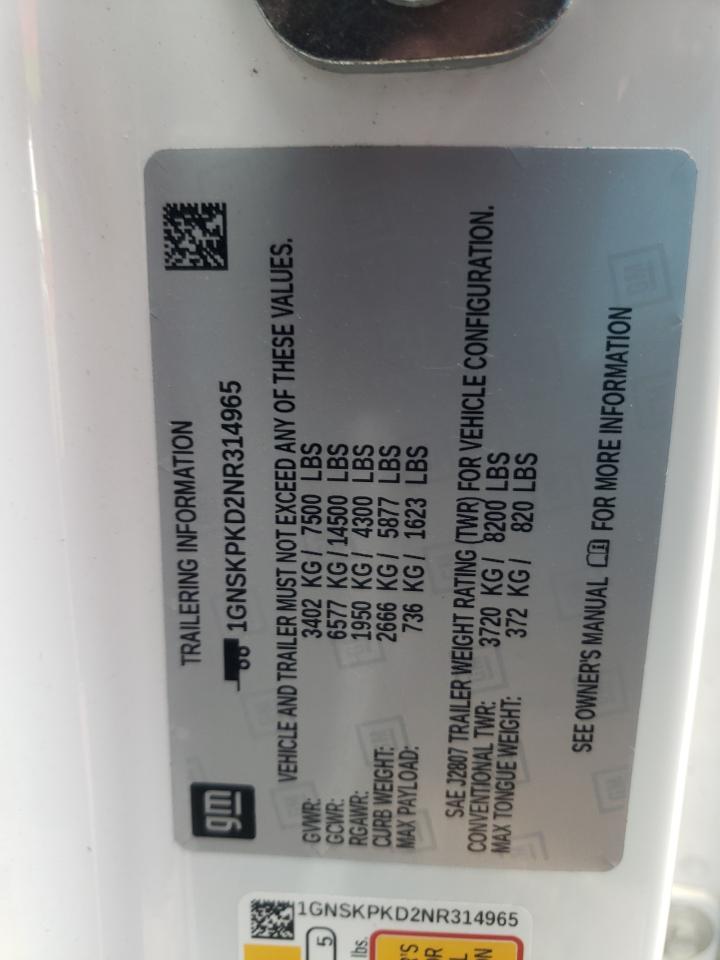 gm
TRAILERING INFORMATION
1GNSKPKD2NR314965
VEHICLE AND TRAILER MUST NOT EXCEED ANY OF THESE VALUES.
GVWR: 3402 KG / 7500 LBS
GCWR: 6577 KG / 14500 LBS
RGAWR: 1950 KG / 4300 LBS
CURB WEIGHT: 2666 KG / 5877 LBS
MAX PAYLOAD: 736 KG / 1623 LBS
SAE J2807 TRAILER WEIGHT RATING (TWR) FOR VEHICLE CONFIGURATION.
CONVENTIONAL TWR: 3720 KG / 8200 LBS
MAX TONGUE WEIGHT: 372 KG / 820 LBS
SEE OWNER'S MANUAL FOR MORE INFORMATION
1GNSKPKD2NR314965
5
lbs.